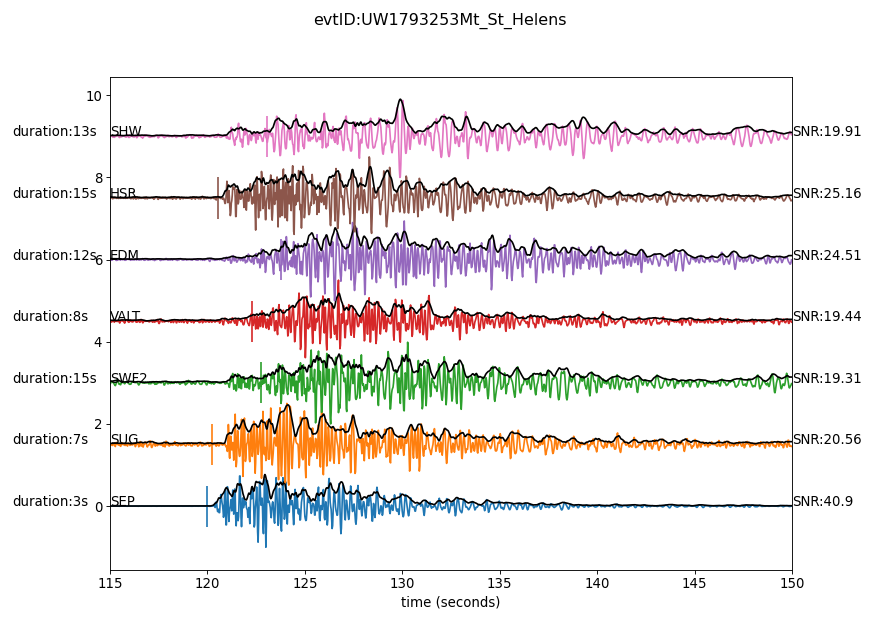 evtID:UW1793253Mt_St_Helens
10
duration:13s SHW SNR:19.91
8
duration:15s HSR SNR:25.16
duration:12s EDM SNR:24.51
6
duration:8s VALT SNR:19.44
4
duration:15s SWF2 SNR:19.31
2
duration:7s SUG SNR:20.56
duration:3s SEP SNR:40.9
0
115 120 125 130 135 140 145 150
time (seconds)